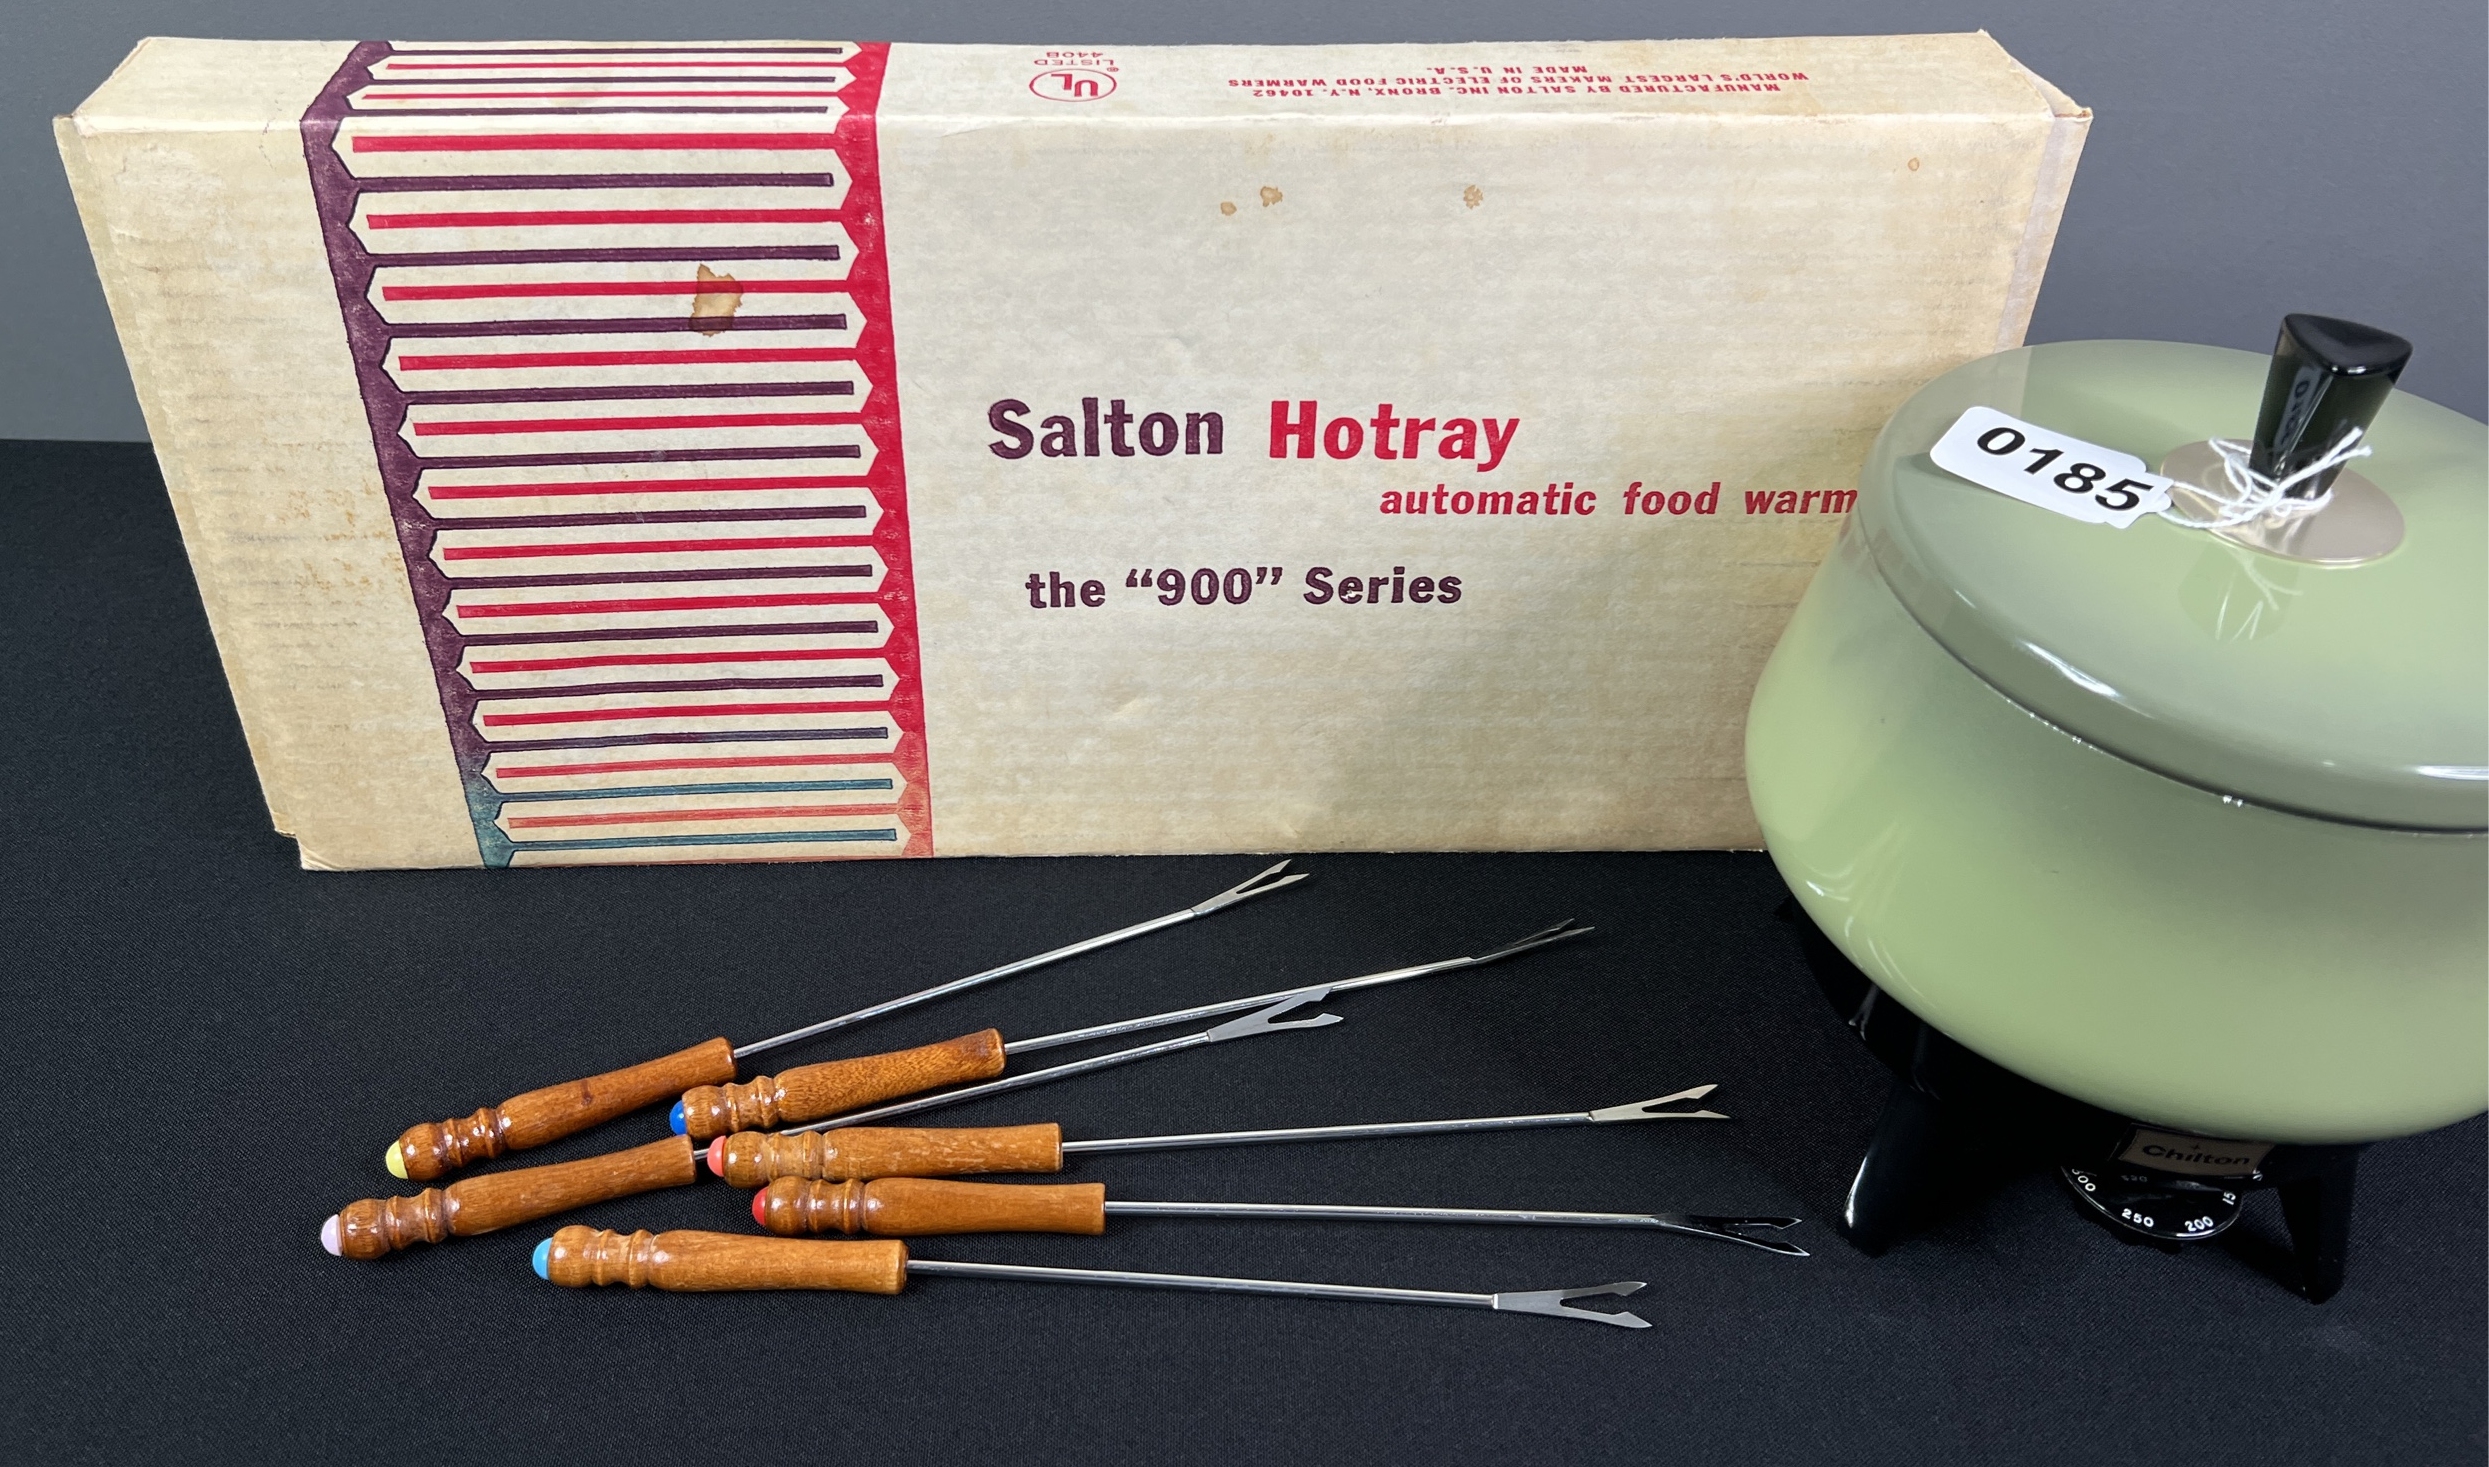 MANUFACTURED BY SALTON INC. BRONX, N.Y. 10462
WORLD'S LARGEST MAKERS OF ELECTRIC FOOD WARMERS
MADE IN U.S.A.
UL
®
LISTED
440B
Salton Hotray
automatic food warm
the "900" Series
0185
Chilton
250
200